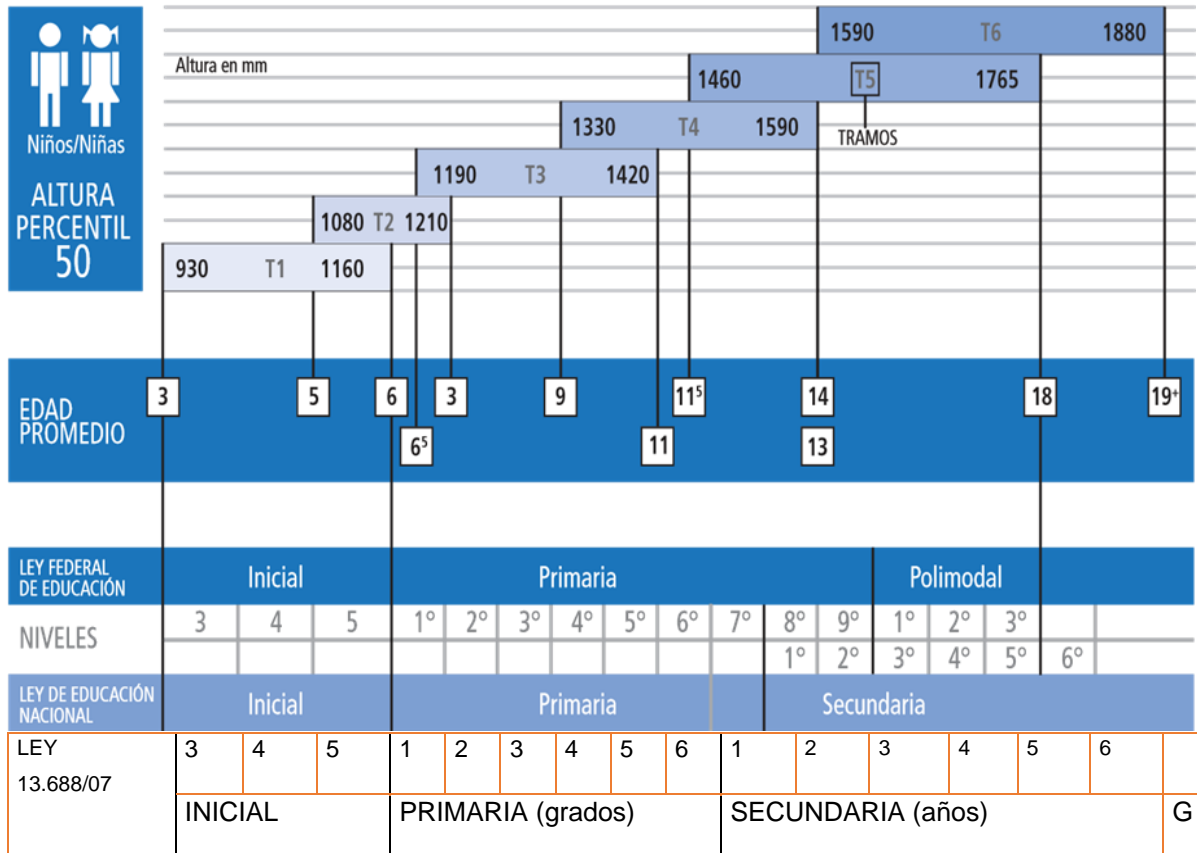 1590 T6 1880
Altura en mm
1460 T5 1765
1330 T4 1590
TRAMOS
Niños/Niñas
1190 T3 1420
ALTURA
PERCENTIL
50
1080 T2 1210
930 T1 1160
EDAD
PROMEDIO
3 5 6 3 9 11⁵ 14 18 19⁺
6⁵ 11 13
LEY FEDERAL
DE EDUCACIÓN
Inicial Primaria Polimodal
NIVELES
3 4 5 1° 2° 3° 4° 5° 6° 7° 8° 9° 1° 2° 3°
1° 2° 3° 4° 5° 6°
LEY DE EDUCACIÓN
NACIONAL
Inicial Primaria Secundaria
LEY 3 4 5 1 2 3 4 5 6 1 2 3 4 5 6
13.688/07
INICIAL PRIMARIA (grados) SECUNDARIA (años) G